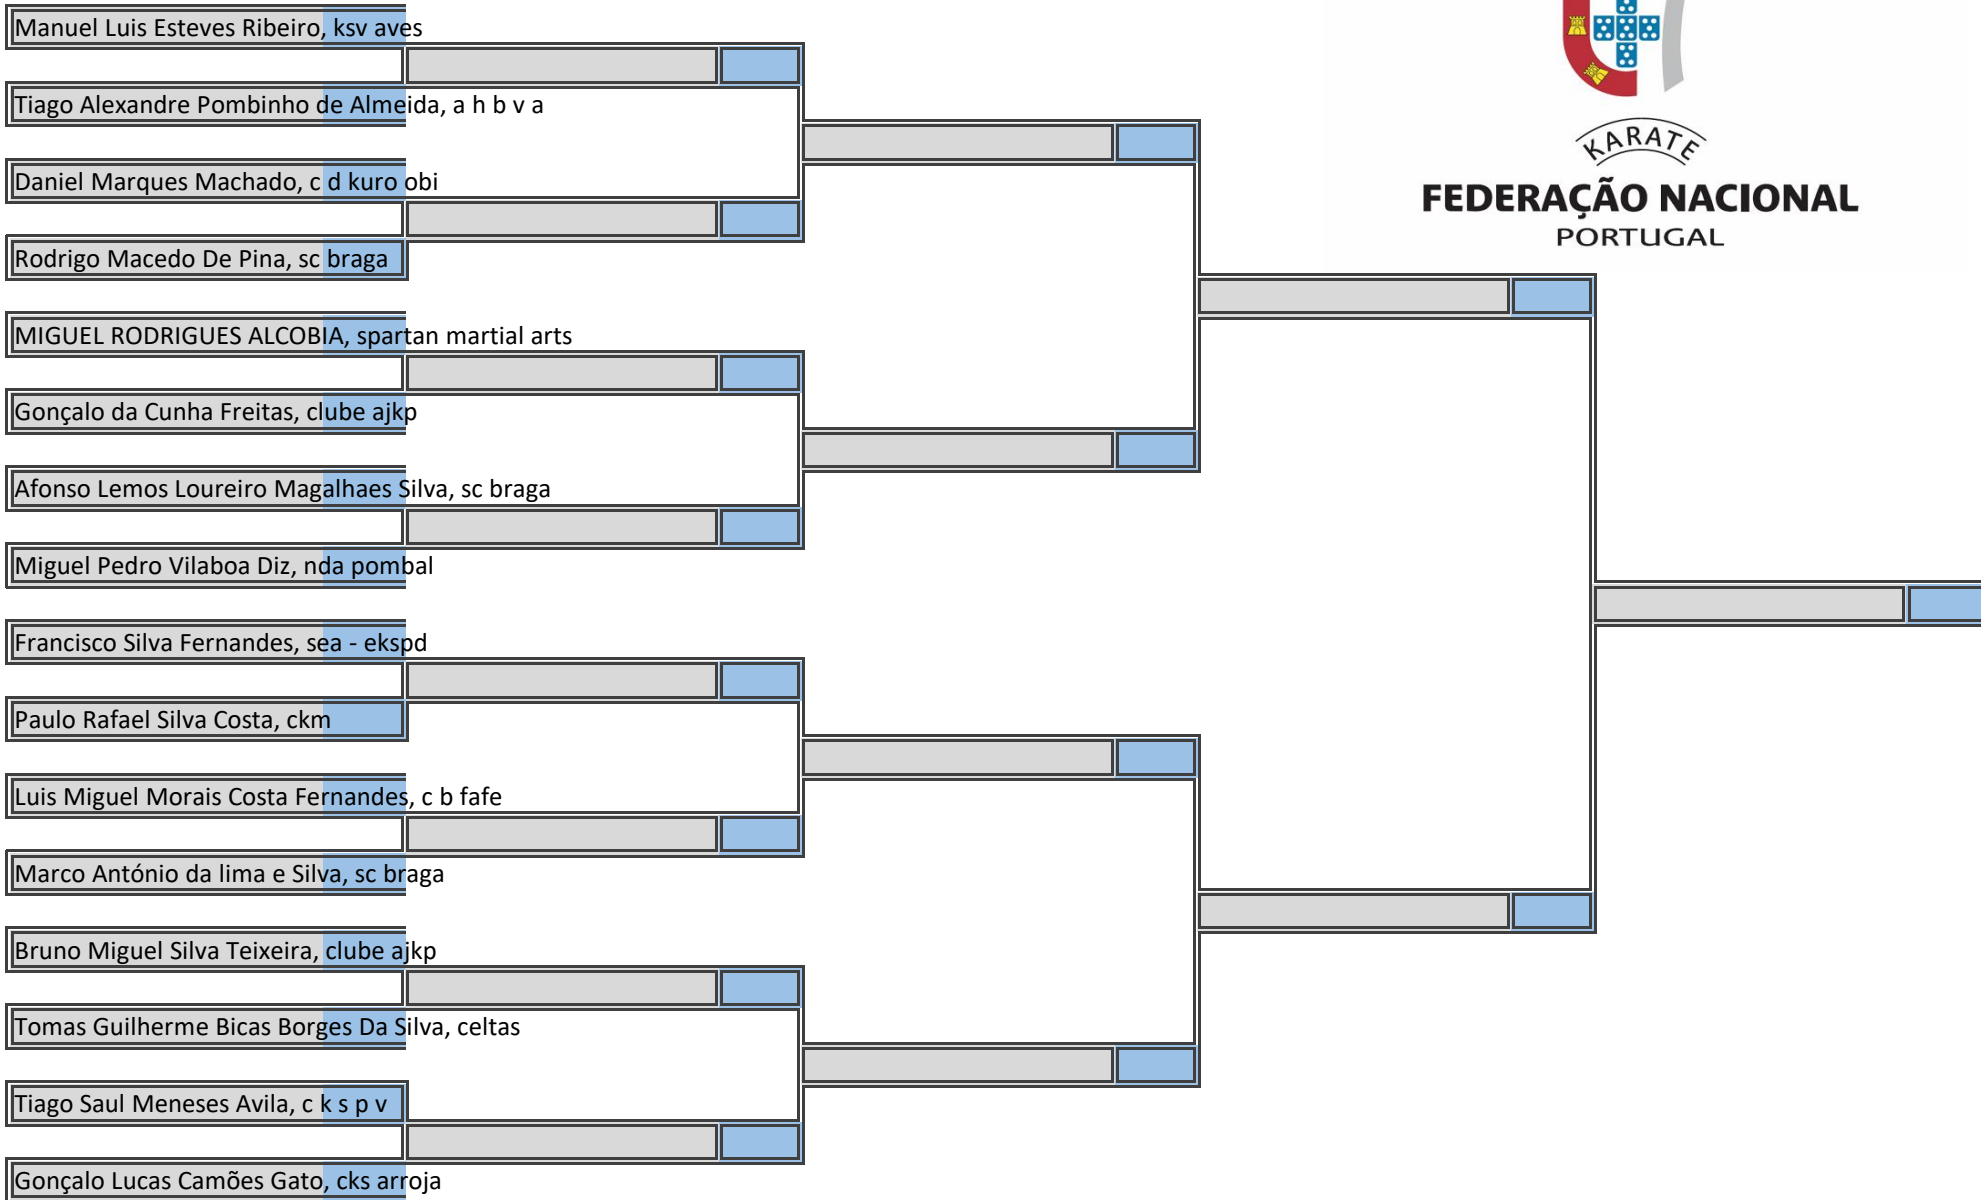 Manuel Luis Esteves Ribeiro, ksv aves
Tiago Alexandre Pombinho de Almeida, a h b v a
Daniel Marques Machado, c d kuro obi
Rodrigo Macedo De Pina, sc braga
MIGUEL RODRIGUES ALCOBIA, spartan martial arts
Gonçalo da Cunha Freitas, clube ajkp
Afonso Lemos Loureiro Magalhaes Silva, sc braga
Miguel Pedro Vilaboa Diz, nda pombal
Francisco Silva Fernandes, sea - ekspd
Paulo Rafael Silva Costa, ckm
Luis Miguel Morais Costa Fernandes, c b fafe
Marco António da lima e Silva, sc braga
Bruno Miguel Silva Teixeira, clube ajkp
Tomas Guilherme Bicas Borges Da Silva, celtas
Tiago Saul Meneses Avila, c k s p v
Gonçalo Lucas Camões Gato, cks arroja
KARATE
FEDERAÇÃO NACIONAL
PORTUGAL